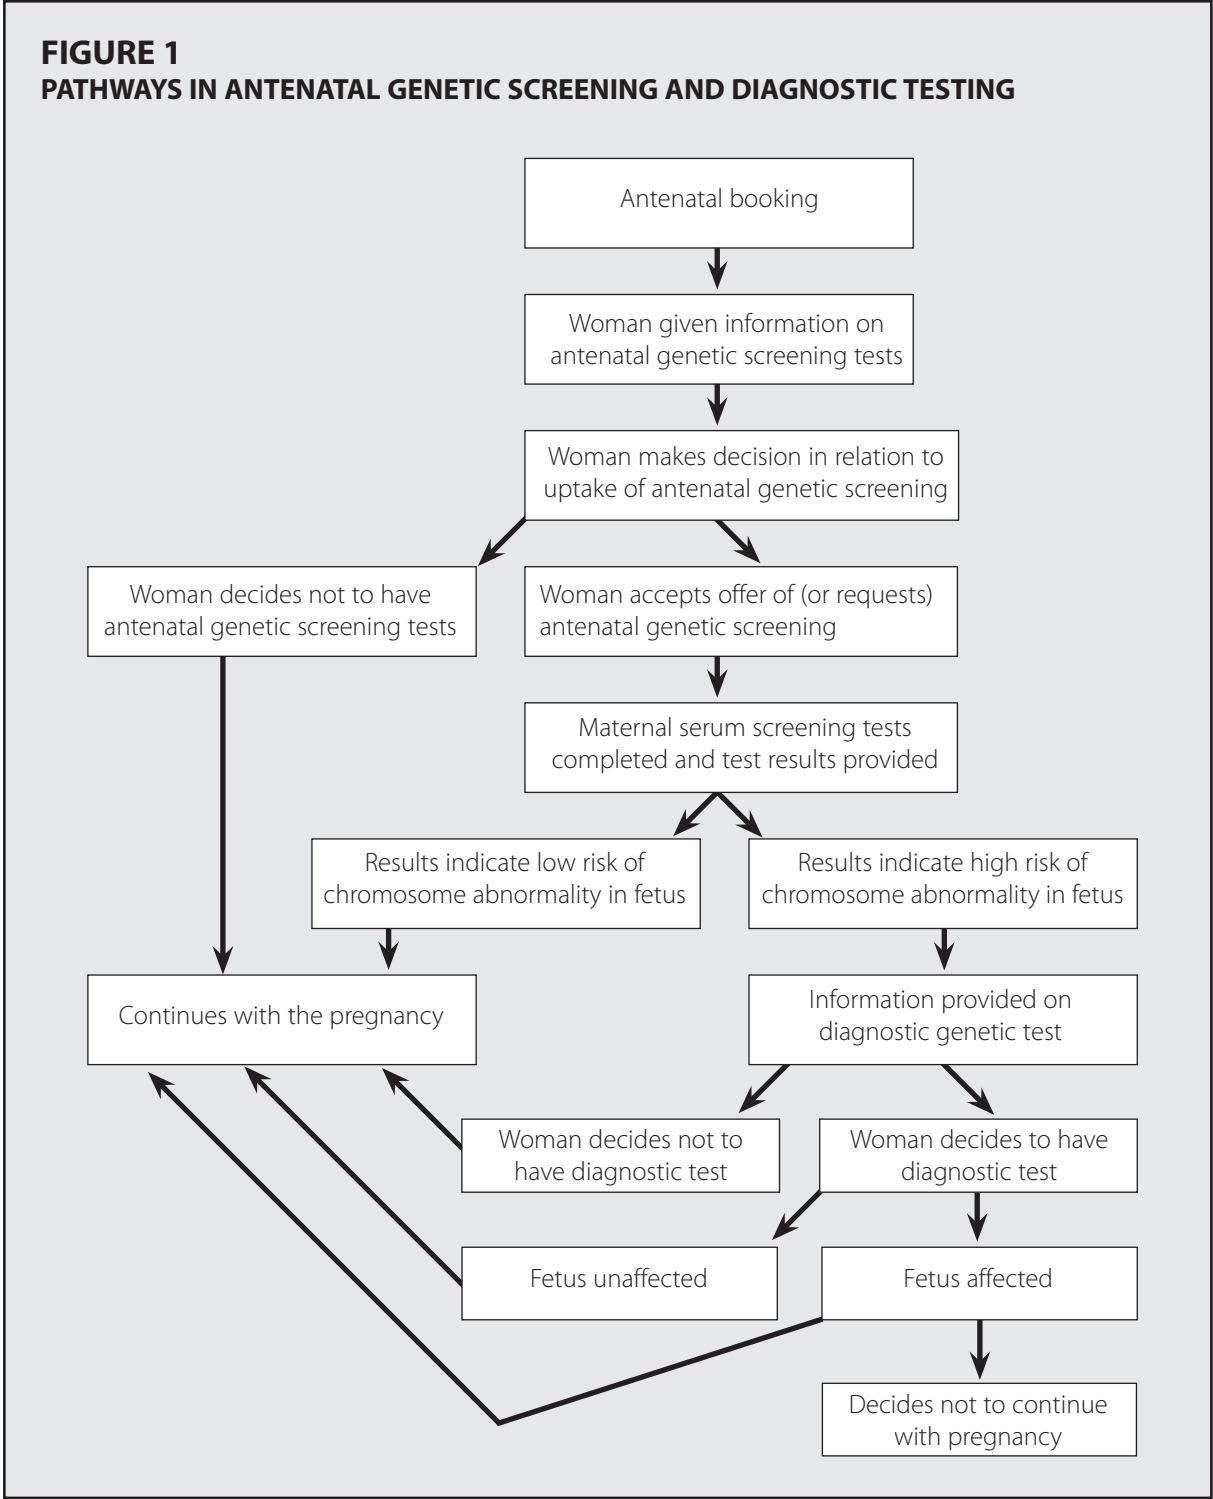 FIGURE 1
PATHWAYS IN ANTENATAL GENETIC SCREENING AND DIAGNOSTIC TESTING
Antenatal booking
Woman given information on
antenatal genetic screening tests
Woman makes decision in relation to
uptake of antenatal genetic screening
Woman decides not to have
antenatal genetic screening tests
Woman accepts offer of (or requests)
antenatal genetic screening
Maternal serum screening tests
completed and test results provided
Results indicate low risk of
chromosome abnormality in fetus
Results indicate high risk of
chromosome abnormality in fetus
Continues with the pregnancy
Information provided on
diagnostic genetic test
Woman decides not to
have diagnostic test
Woman decides to have
diagnostic test
Fetus unaffected
Fetus affected
Decides not to continue
with pregnancy